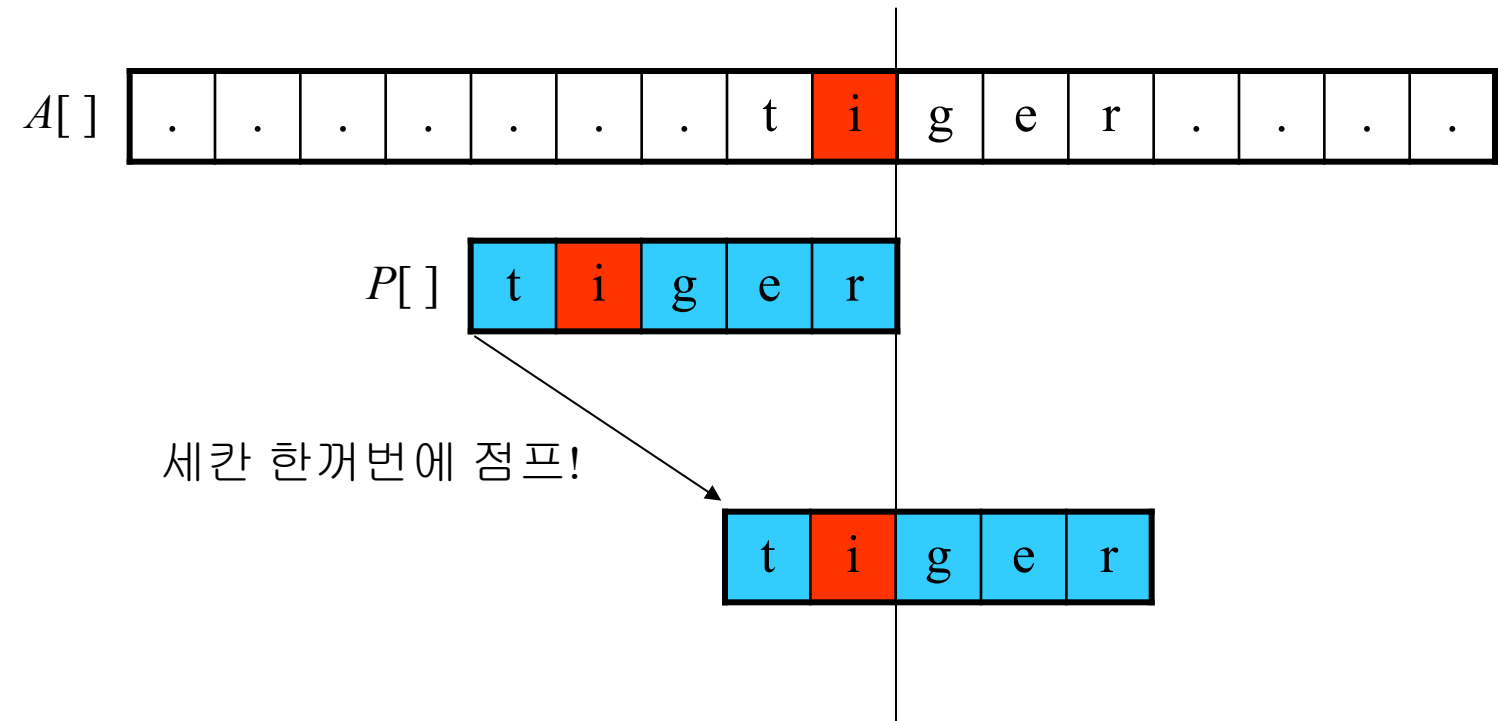 A[ ] . . . . . . . t i g e r . . . .
P[ ] t i g e r
세칸 한꺼번에 점프!
t i g e r